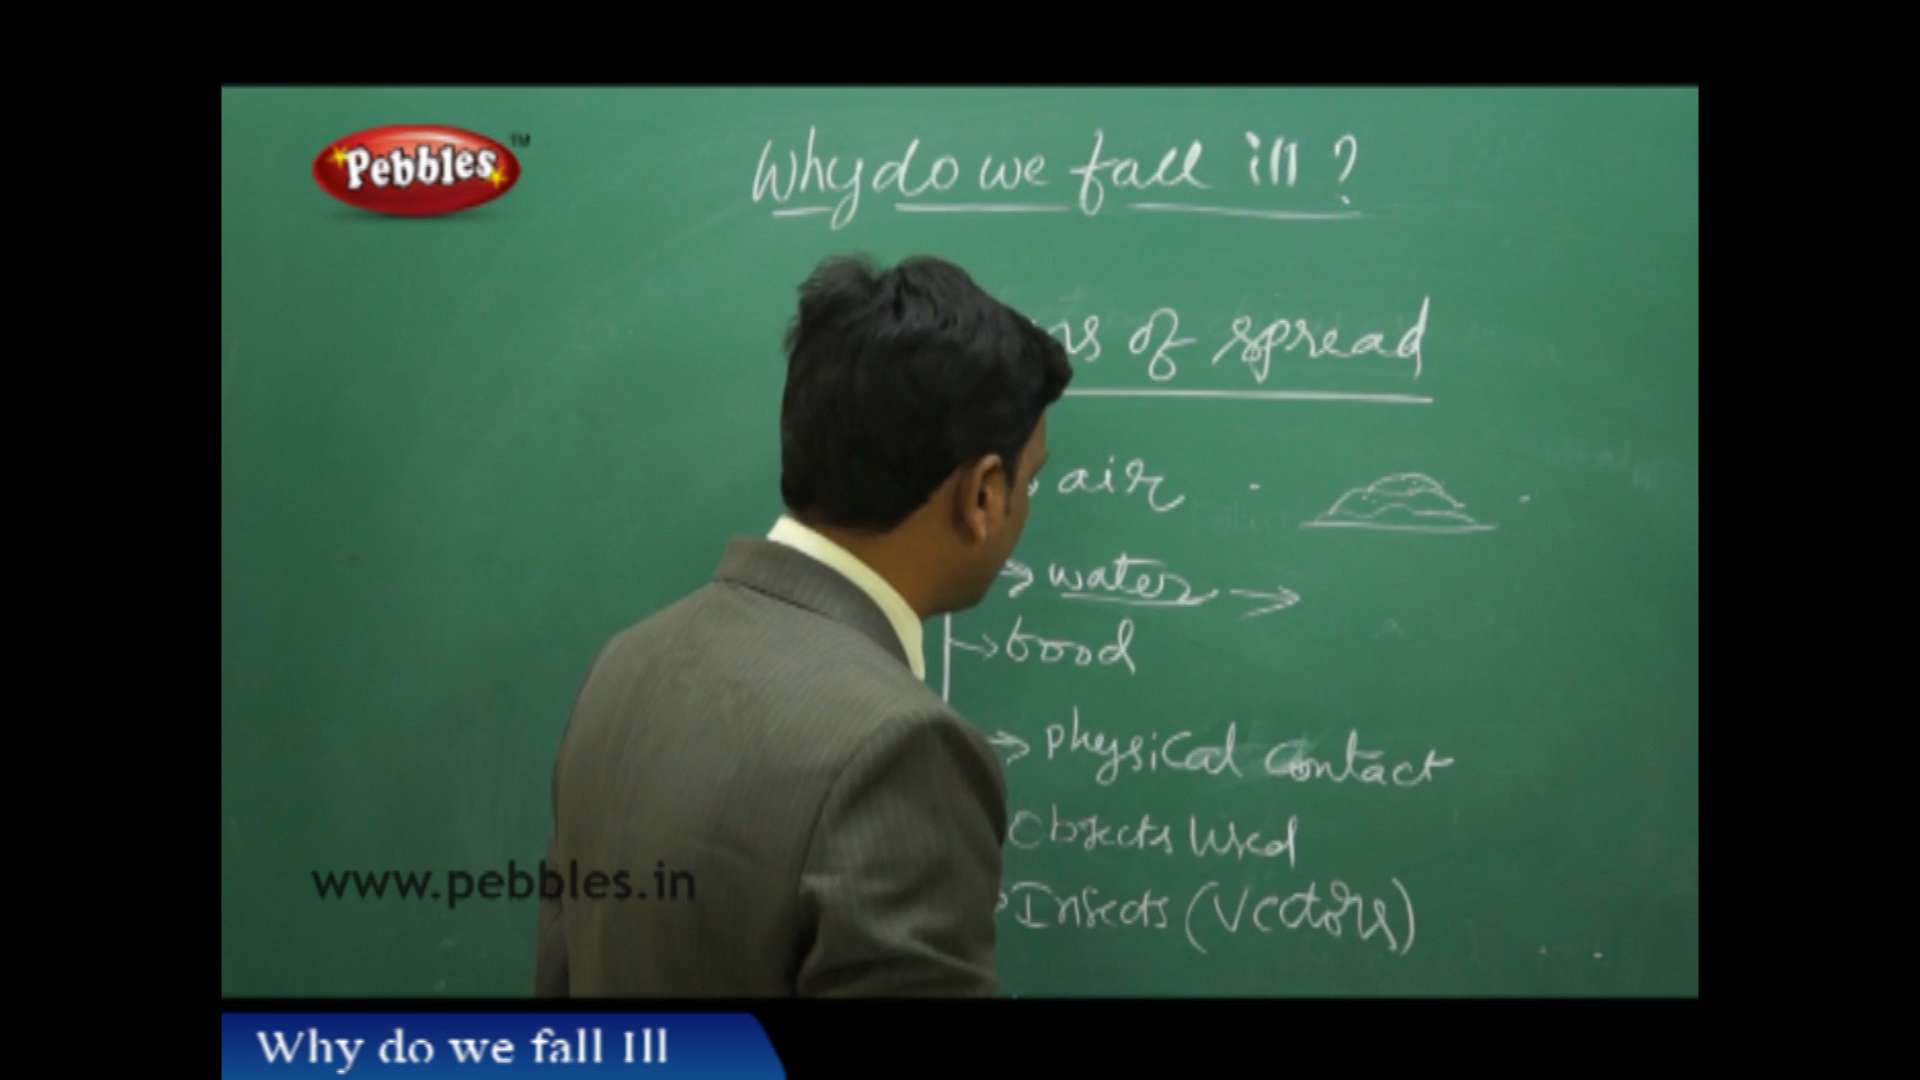 Pebbles TM
Why do we fall ill ?
of spread
air
water
food
physical contact
Objects Used
Insects (Vectors)
www.pebbles.in
Why do we fall Ill